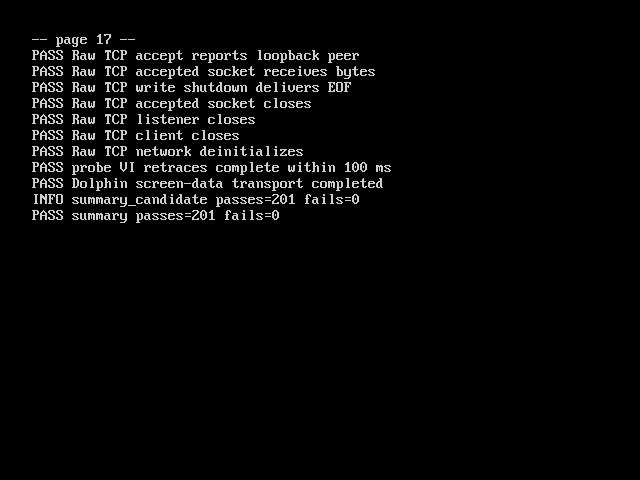 -- page 17 --
PASS Raw TCP accept reports loopback peer
PASS Raw TCP accepted socket receives bytes
PASS Raw TCP write shutdown delivers EOF
PASS Raw TCP accepted socket closes
PASS Raw TCP listener closes
PASS Raw TCP client closes
PASS Raw TCP network deinitializes
PASS probe VI retraces complete within 100 ms
PASS Dolphin screen-data transport completed
INFO summary_candidate passes=201 fails=0
PASS summary passes=201 fails=0